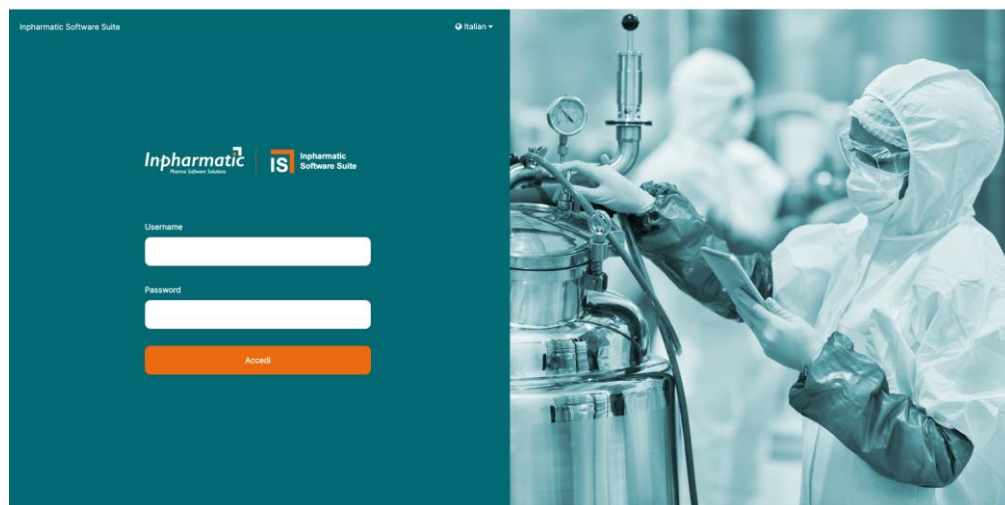 Inpharmatic Software Suite
Italian
Inpharmatic
Pharma Software Solutions
IS
Inpharmatic
Software Suite
Username
Password
Accedi